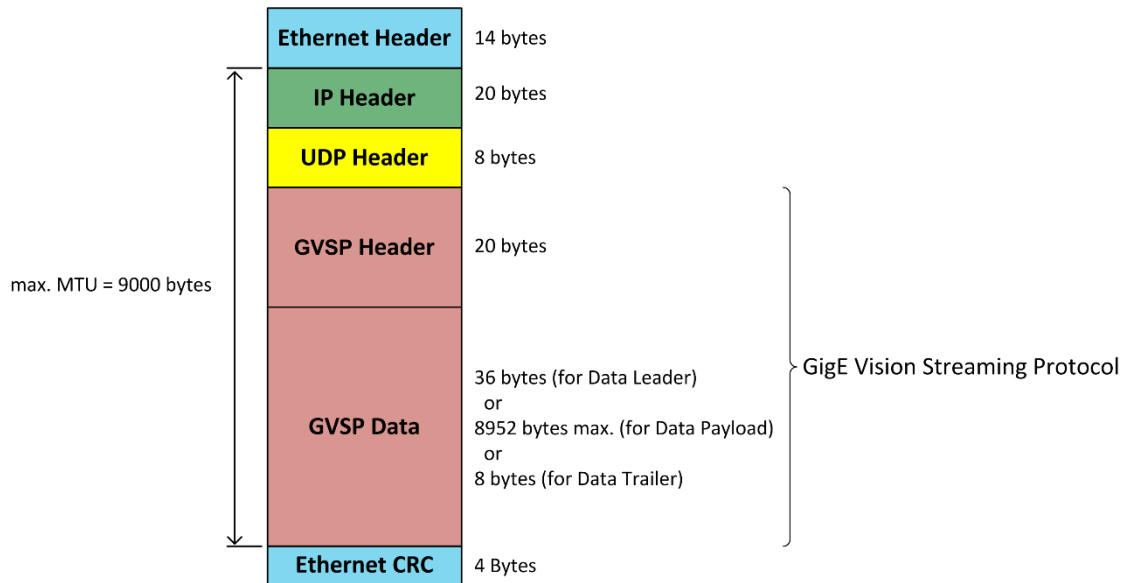 Ethernet Header 14 bytes
IP Header 20 bytes
UDP Header 8 bytes
GVSP Header 20 bytes
max. MTU = 9000 bytes
GigE Vision Streaming Protocol
36 bytes (for Data Leader)
or
GVSP Data 8952 bytes max. (for Data Payload)
or
8 bytes (for Data Trailer)
Ethernet CRC 4 Bytes